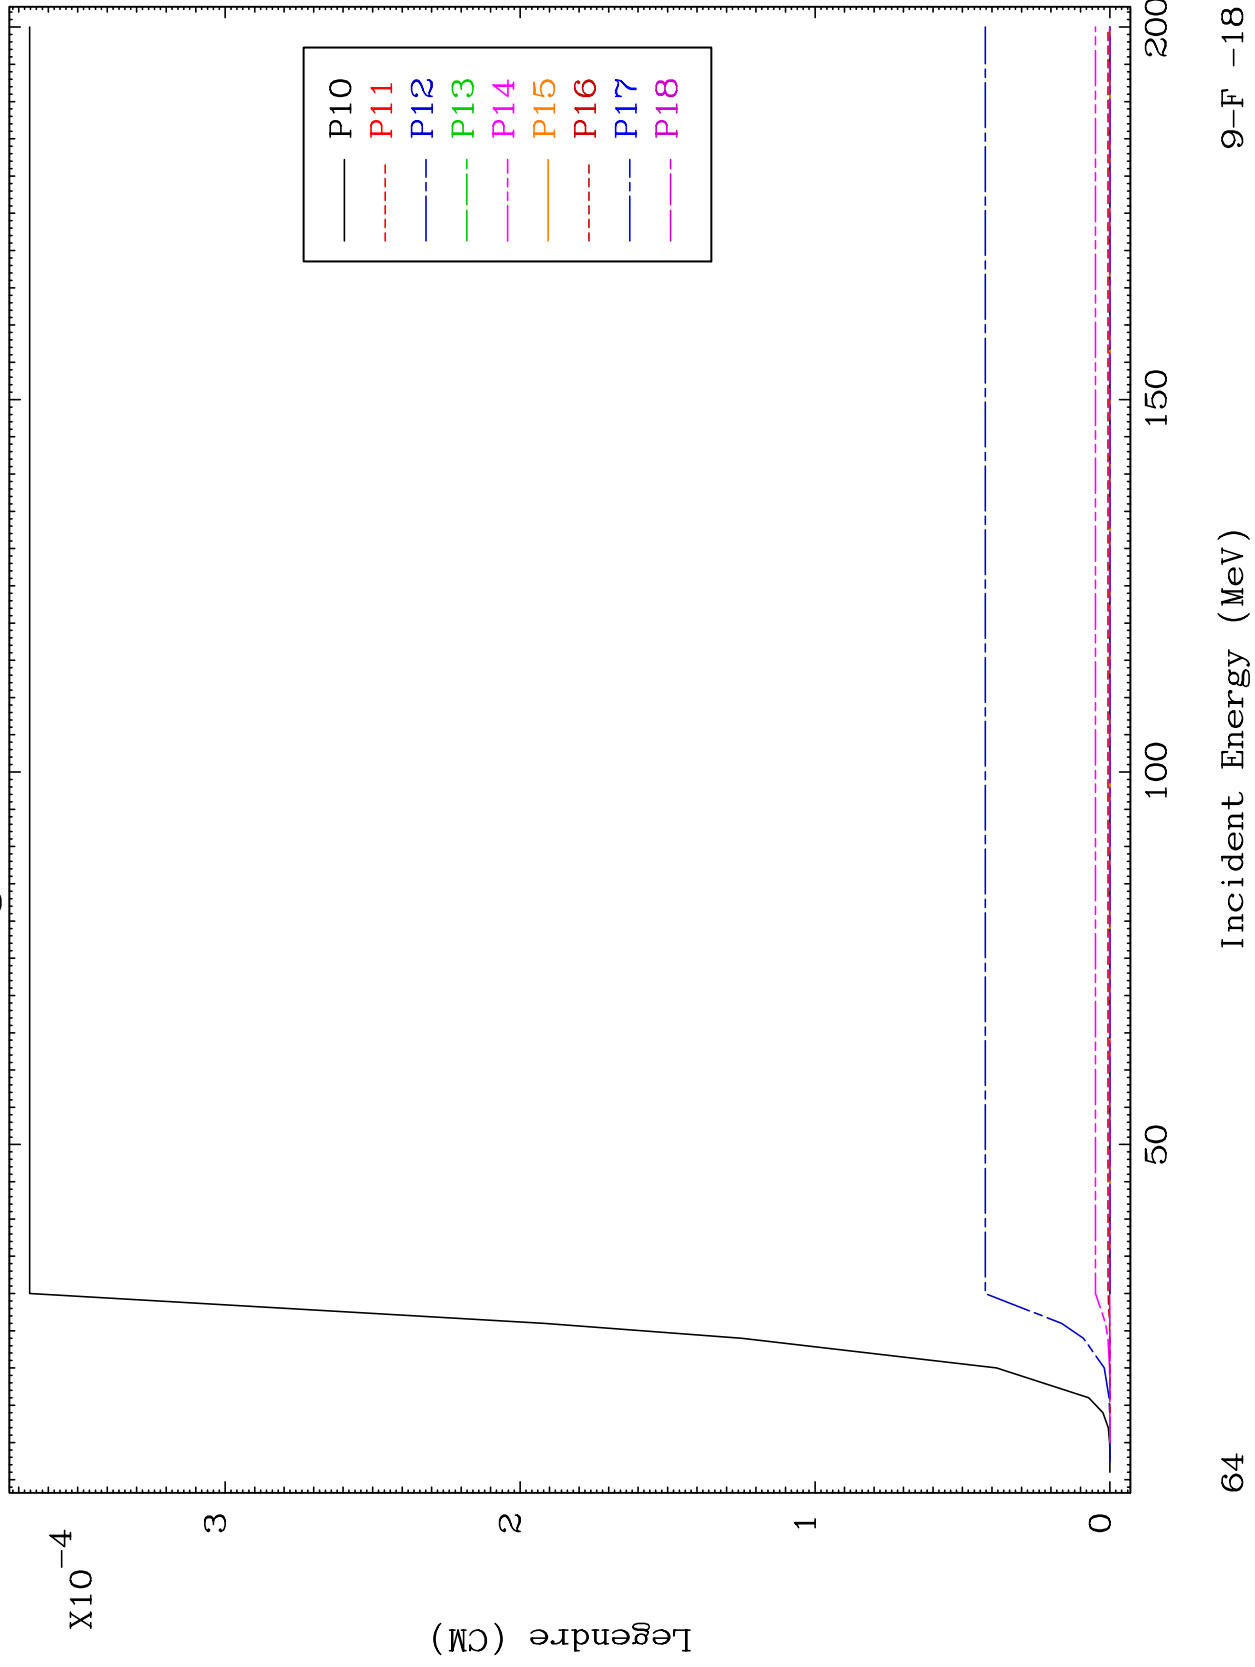 X10-4
3
2
1
0
Legendre (CM)
P10
P11
P12
P13
P14
P15
P16
P17
P18
50
100
150
200
64
Incident Energy (MeV)
9-F -18